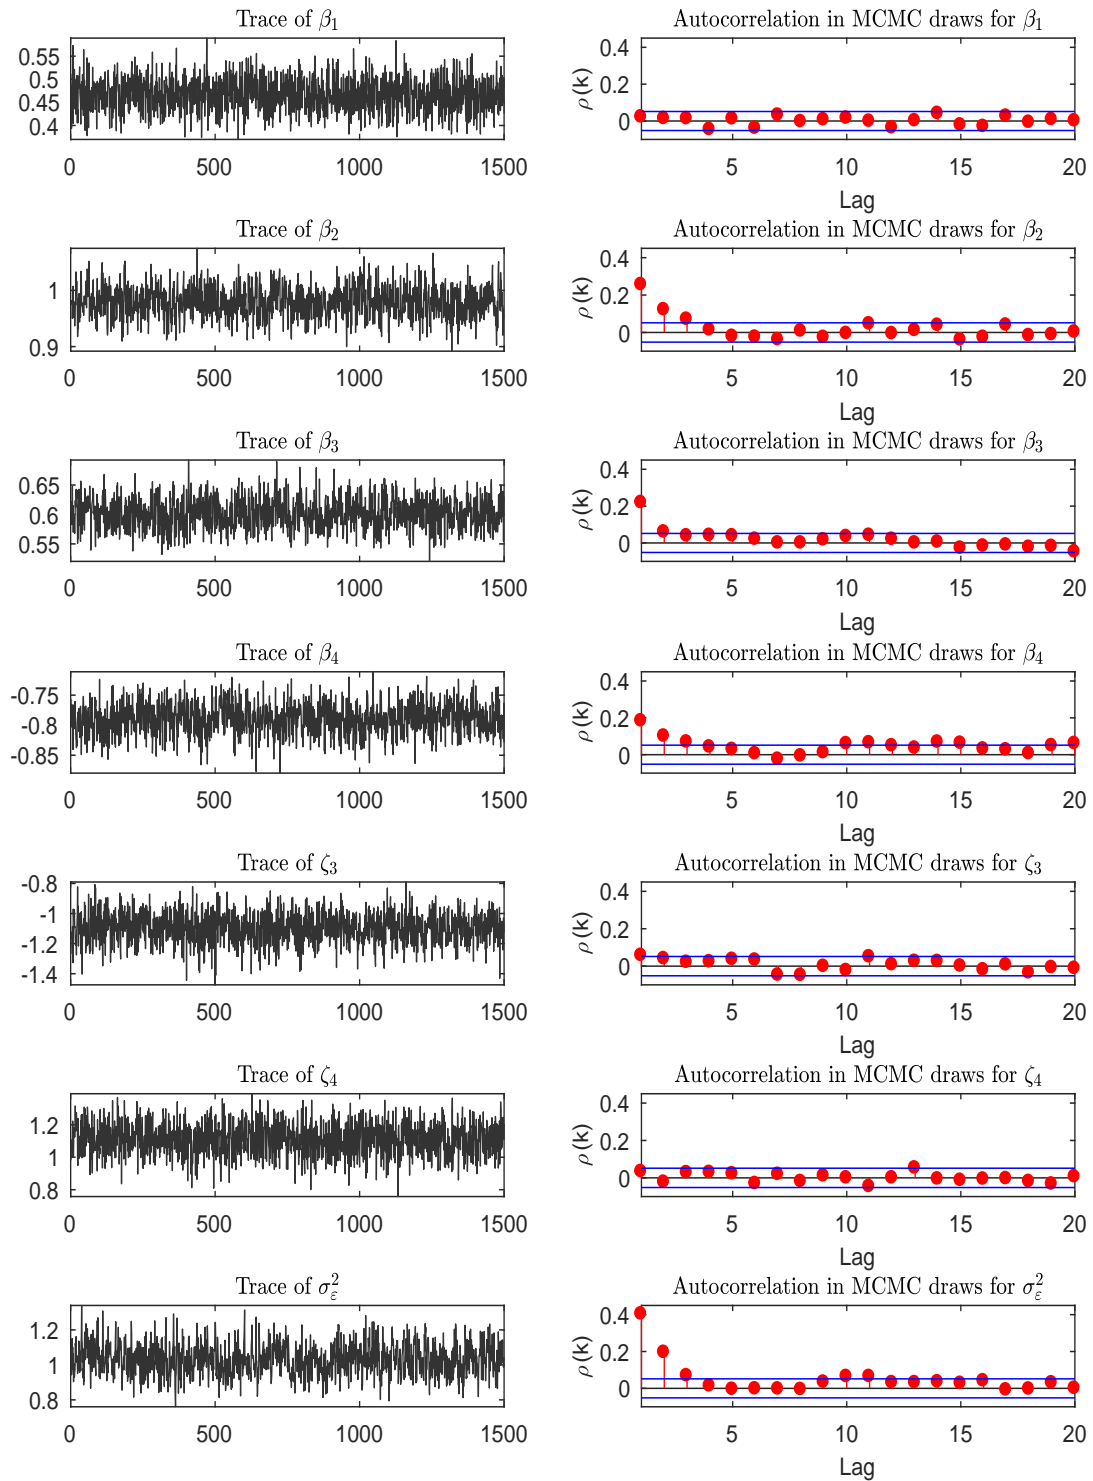 Trace of β₁
0.55
0.5
0.45
0.4
0 500 1000 1500
Autocorrelation in MCMC draws for β₁
ρ(k)
0.4
0.2
0
5 10 15 20
Lag
Trace of β₂
1
0.9
0 500 1000 1500
Autocorrelation in MCMC draws for β₂
ρ(k)
0.4
0.2
0
5 10 15 20
Lag
Trace of β₃
0.65
0.6
0.55
0 500 1000 1500
Autocorrelation in MCMC draws for β₃
ρ(k)
0.4
0.2
0
5 10 15 20
Lag
Trace of β₄
-0.75
-0.8
-0.85
0 500 1000 1500
Autocorrelation in MCMC draws for β₄
ρ(k)
0.4
0.2
0
5 10 15 20
Lag
Trace of ζ₃
-0.8
-1
-1.2
-1.4
0 500 1000 1500
Autocorrelation in MCMC draws for ζ₃
ρ(k)
0.4
0.2
0
5 10 15 20
Lag
Trace of ζ₄
1.2
1
0.8
0 500 1000 1500
Autocorrelation in MCMC draws for ζ₄
ρ(k)
0.4
0.2
0
5 10 15 20
Lag
Trace of σ²_ε
1.2
1
0.8
0 500 1000 1500
Autocorrelation in MCMC draws for σ²_ε
ρ(k)
0.4
0.2
0
5 10 15 20
Lag